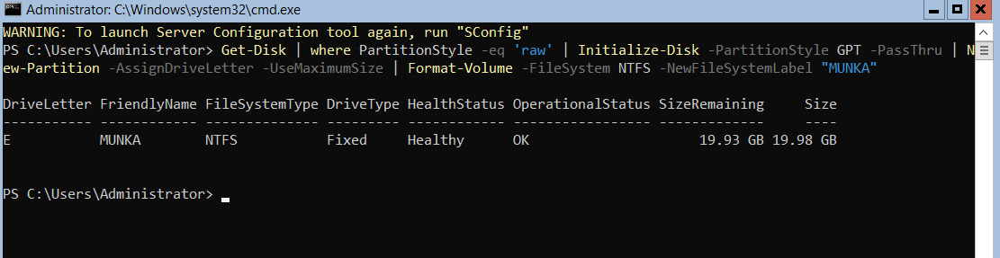 Administrator: C:\Windows\system32\cmd.exe
WARNING: To launch Server Configuration tool again, run "SConfig"
PS C:\Users\Administrator> Get-Disk | where PartitionStyle -eq 'raw' | Initialize-Disk -PartitionStyle GPT -PassThru | N
ew-Partition -AssignDriveLetter -UseMaximumSize | Format-Volume -FileSystem NTFS -NewFileSystemLabel "MUNKA"
DriveLetter FriendlyName FileSystemType DriveType HealthStatus OperationalStatus SizeRemaining     Size
----------- ------------ -------------- --------- ------------ ----------------- -------------     ----
E           MUNKA        NTFS           Fixed     Healthy      OK                     19.93 GB 19.98 GB
PS C:\Users\Administrator>